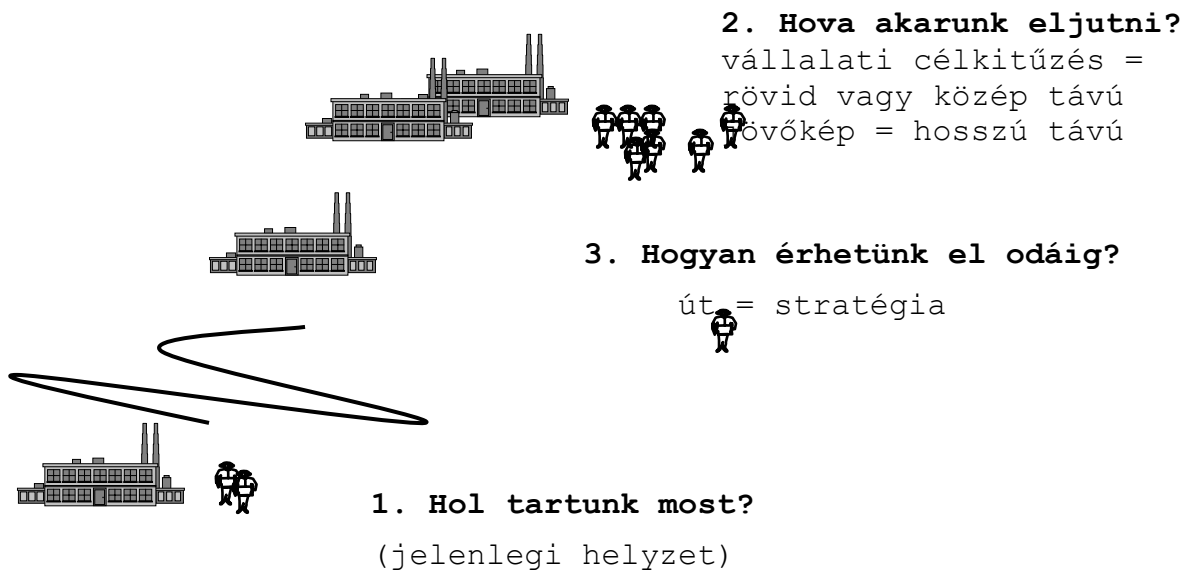 2. Hova akarunk eljutni?
vállalati célkitűzés =
rövid vagy közép távú
jövőkép = hosszú távú
3. Hogyan érhetünk el odáig?
út = stratégia
1. Hol tartunk most?
(jelenlegi helyzet)